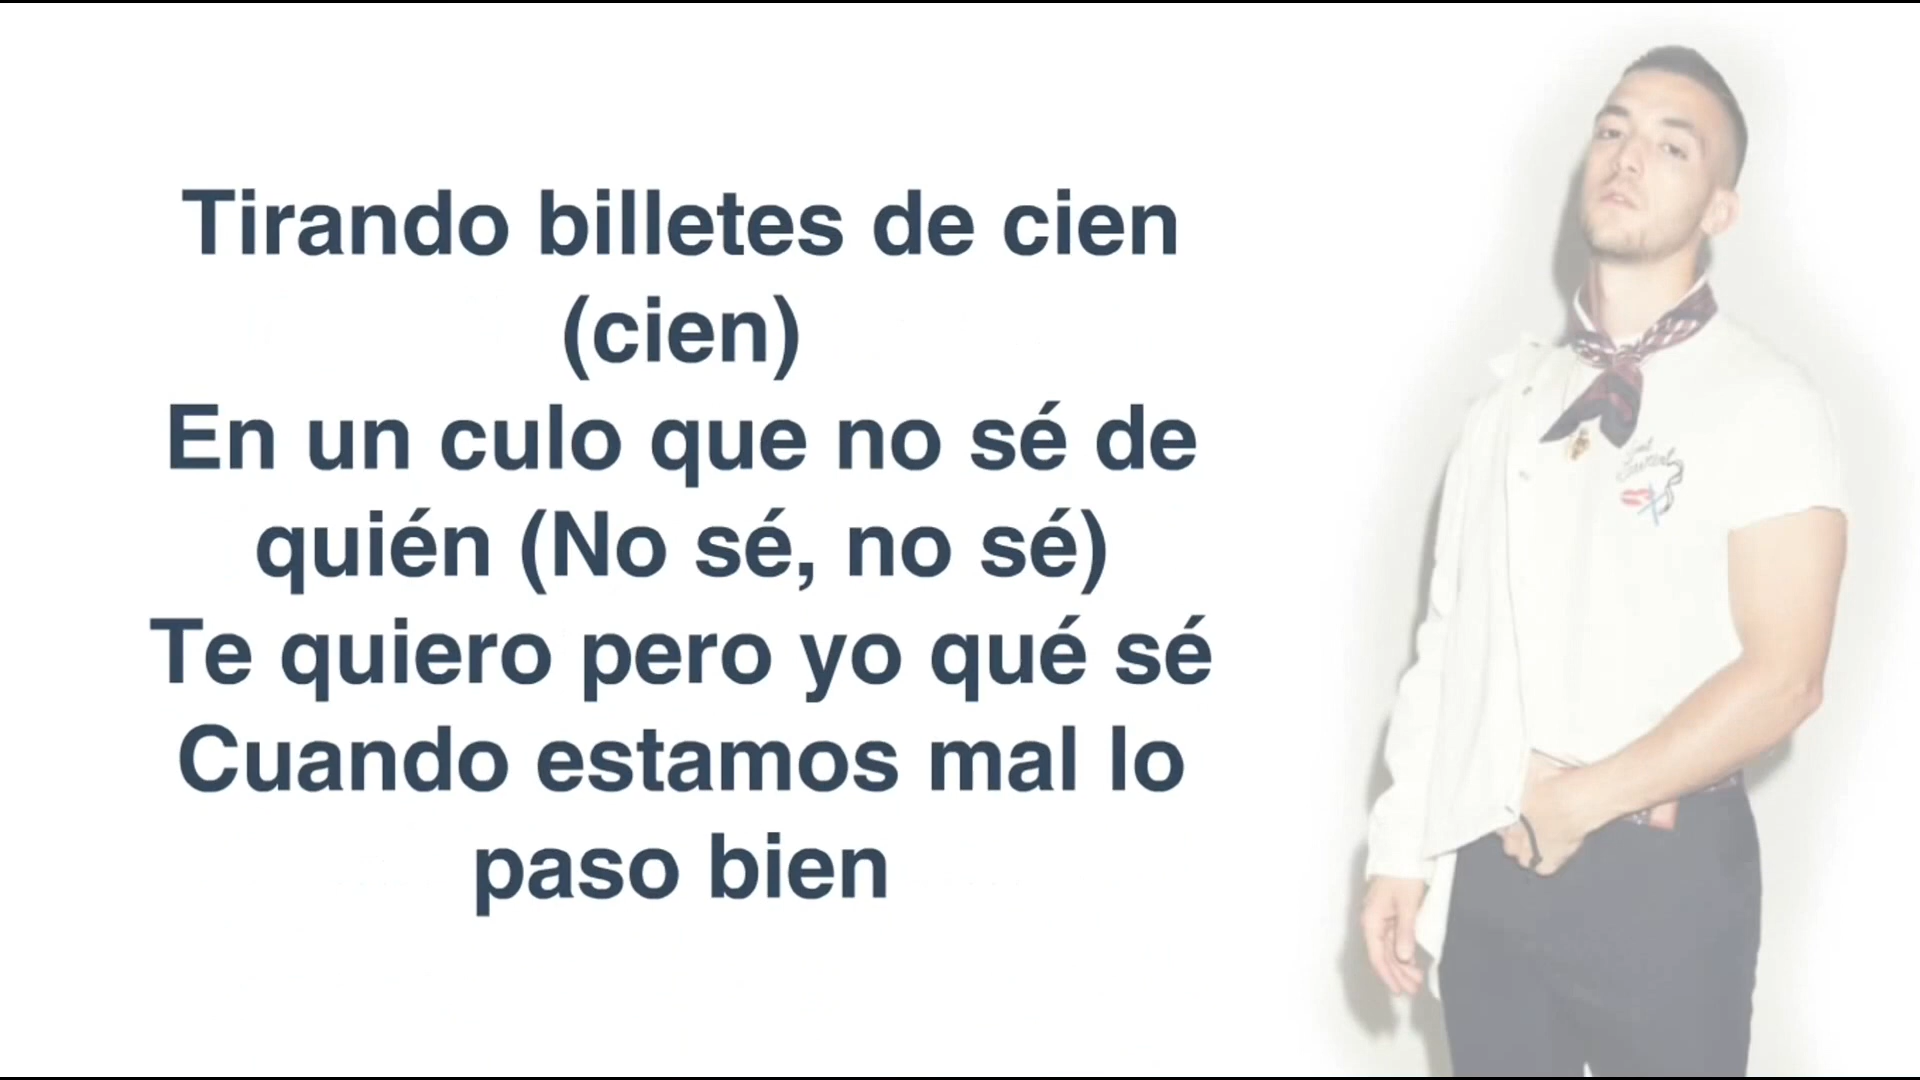 Tirando billetes de cien
(cien)
En un culo que no sé de
quién (No sé, no sé)
Te quiero pero yo qué sé
Cuando estamos mal lo
paso bien